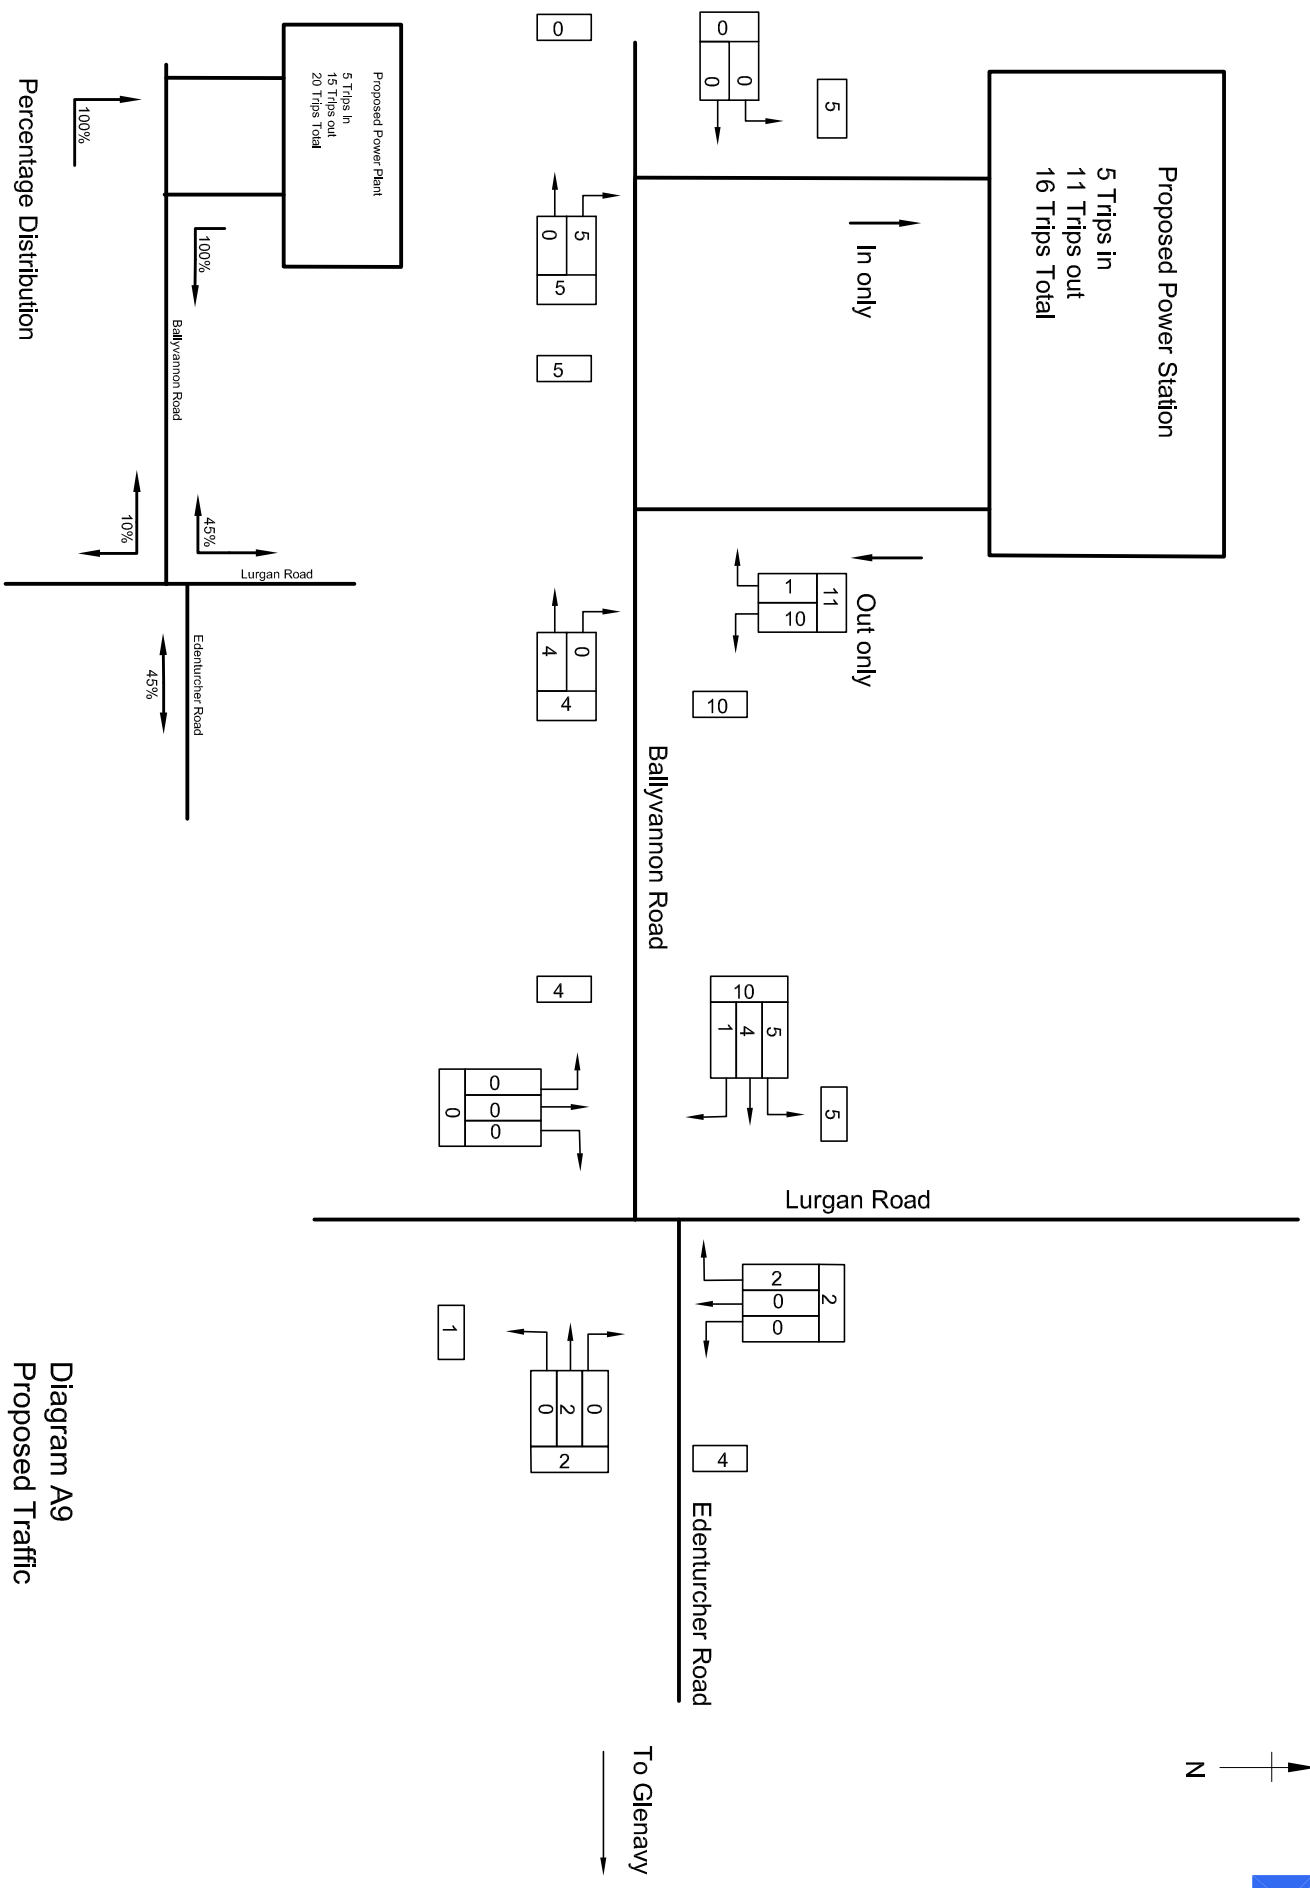 Proposed Power Station
5 Trips in
11 Trips out
16 Trips Total
In only
Out only
0
0
0
5
0
5
0
5
5
11
1
10
10
0
4
4
Ballyvannon Road
4
10
5
4
1
5
0
0
0
0
Lurgan Road
2
2
0
0
1
0
2
0
2
4
Edenturcher Road
To Glenavy
N
Proposed Power Plant
5 Trips In
15 Trips out
20 Trips Total
100%
100%
Ballyvannon Road
45%
10%
Lurgan Road
Edenturcher Road
45%
Percentage Distribution
Diagram A9
Proposed Traffic